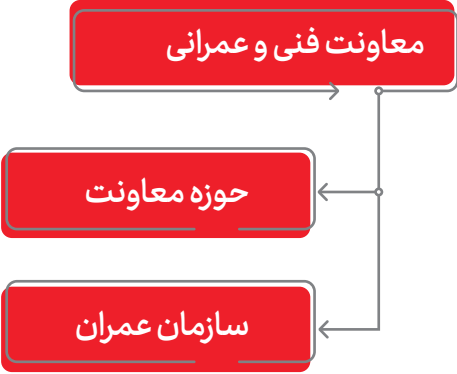 معاونت فنی و عمرانی
حوزه معاونت
سازمان عمران